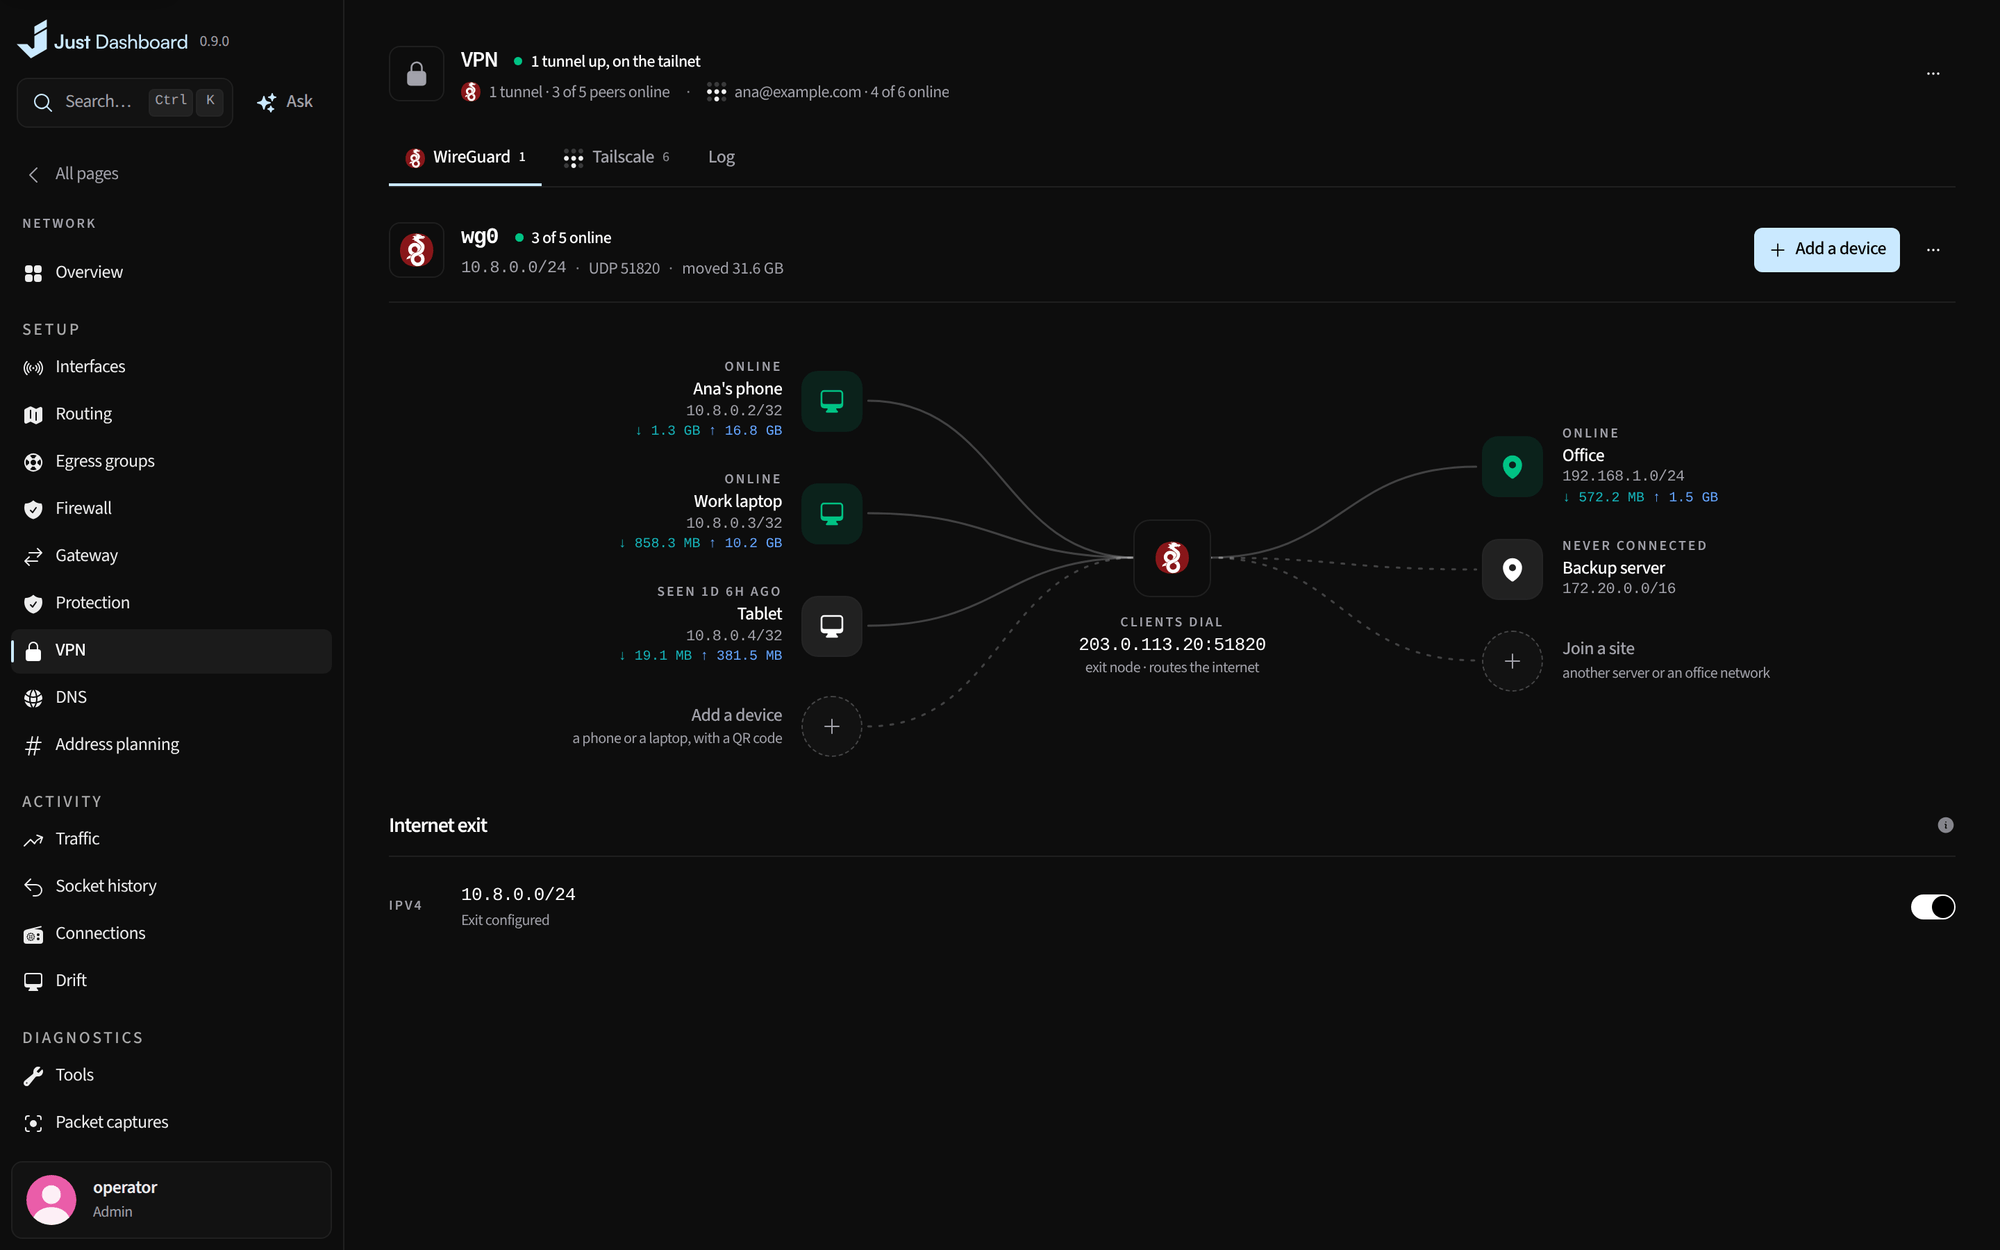 Just Dashboard 0.9.0
Search... Ctrl K
Ask
All pages
NETWORK
Overview
SETUP
Interfaces
Routing
Egress groups
Firewall
Gateway
Protection
VPN
DNS
Address planning
ACTIVITY
Traffic
Socket history
Connections
Drift
DIAGNOSTICS
Tools
Packet captures
operator
Admin
VPN 1 tunnel up, on the tailnet
1 tunnel · 3 of 5 peers online · ana@example.com · 4 of 6 online
WireGuard 1
Tailscale 6
Log
wg0 3 of 5 online
10.8.0.0/24 · UDP 51820 · moved 31.6 GB
+ Add a device
ONLINE
Ana's phone
10.8.0.2/32
↓ 1.3 GB ↑ 16.8 GB
ONLINE
Work laptop
10.8.0.3/32
↓ 858.3 MB ↑ 10.2 GB
SEEN 1D 6H AGO
Tablet
10.8.0.4/32
↓ 19.1 MB ↑ 381.5 MB
Add a device
a phone or a laptop, with a QR code
CLIENTS DIAL
203.0.113.20:51820
exit node · routes the internet
ONLINE
Office
192.168.1.0/24
↓ 572.2 MB ↑ 1.5 GB
NEVER CONNECTED
Backup server
172.20.0.0/16
Join a site
another server or an office network
Internet exit
IPV4
10.8.0.0/24
Exit configured